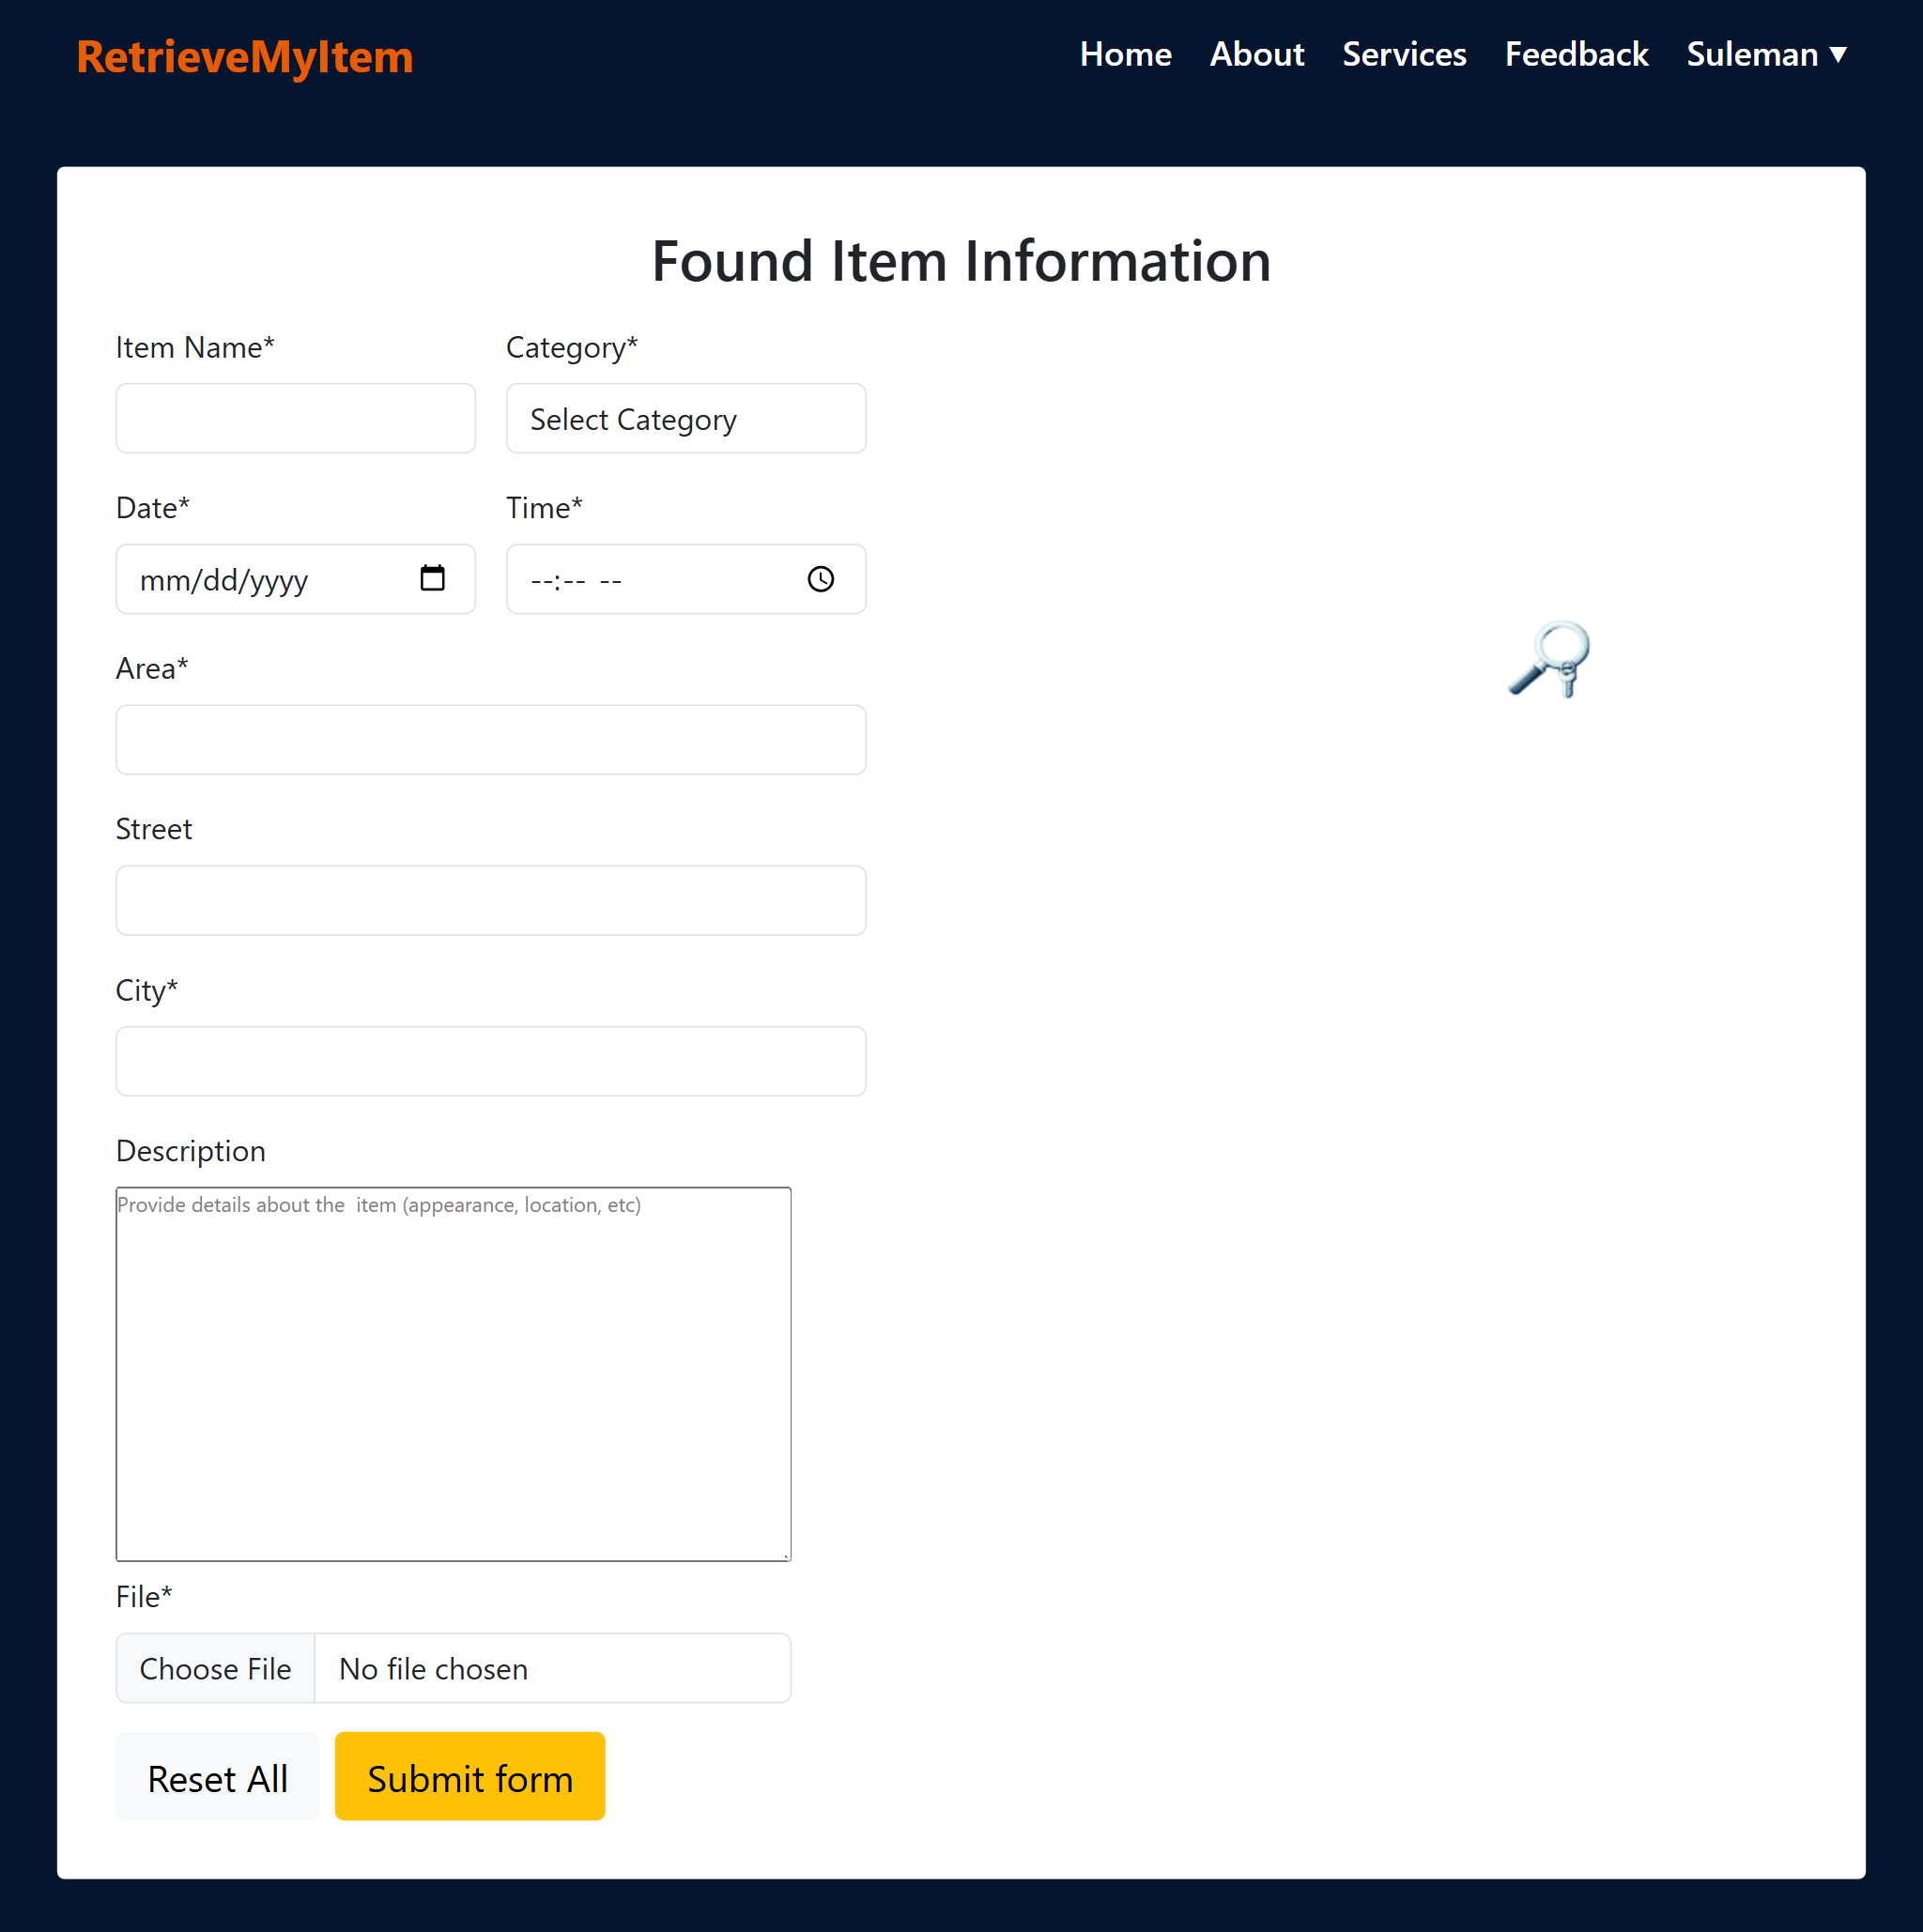 RetrieveMyItem
Home About Services Feedback Suleman ▼
Found Item Information
Item Name* Category*
Select Category
Date* Time*
mm/dd/yyyy --:-- --
Area*
Street
City*
Description
Provide details about the  item (appearance, location, etc)
File*
Choose File No file chosen
Reset All Submit form